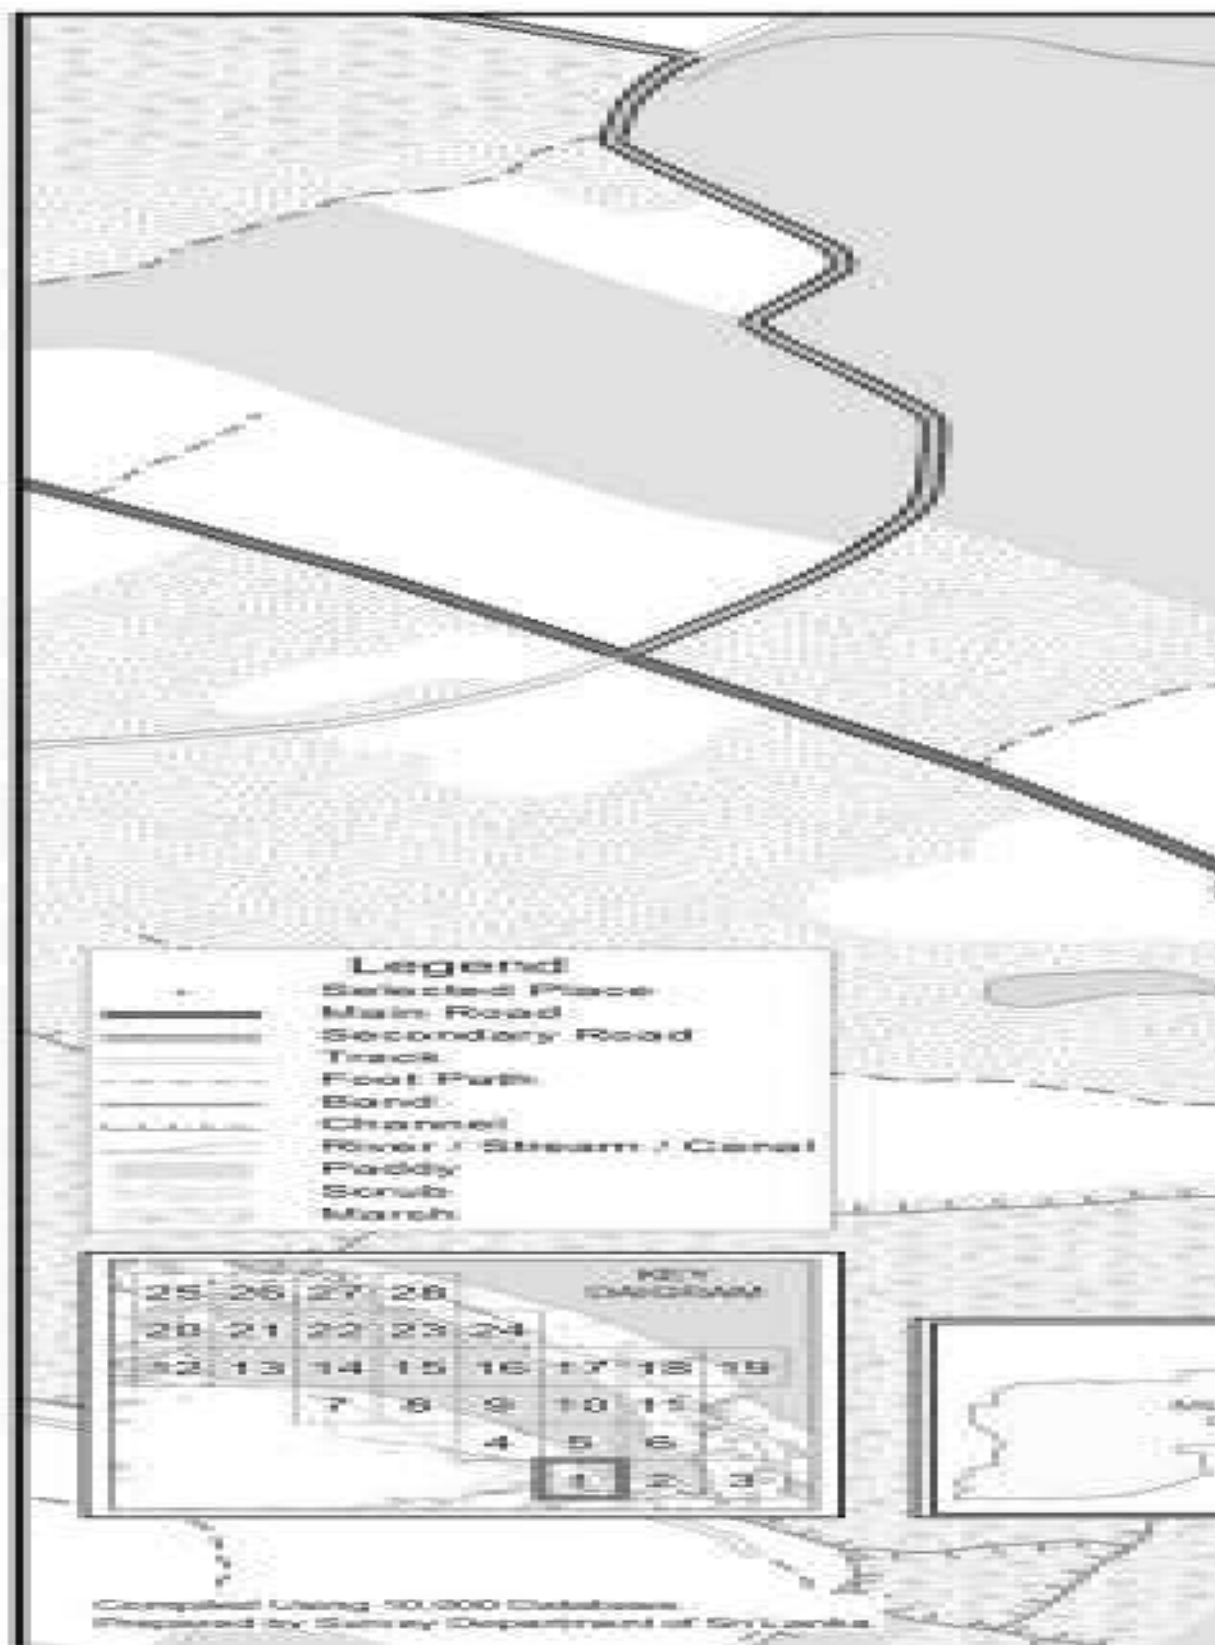 Legend
Selected Place
Main Road
Secondary Road
Track
Foot Path
Bund
Channel
River / Stream / Canal
Paddy
Scrub
Marsh
KEY
DIAGRAM
25 26 27 28
20 21 22 23 24
12 13 14 15 16 17 18 19
7 8 9 10 11
4 5 6
1 2 3
Compiled Using 10,000 Database
Prepared by Survey Department of Sri Lanka